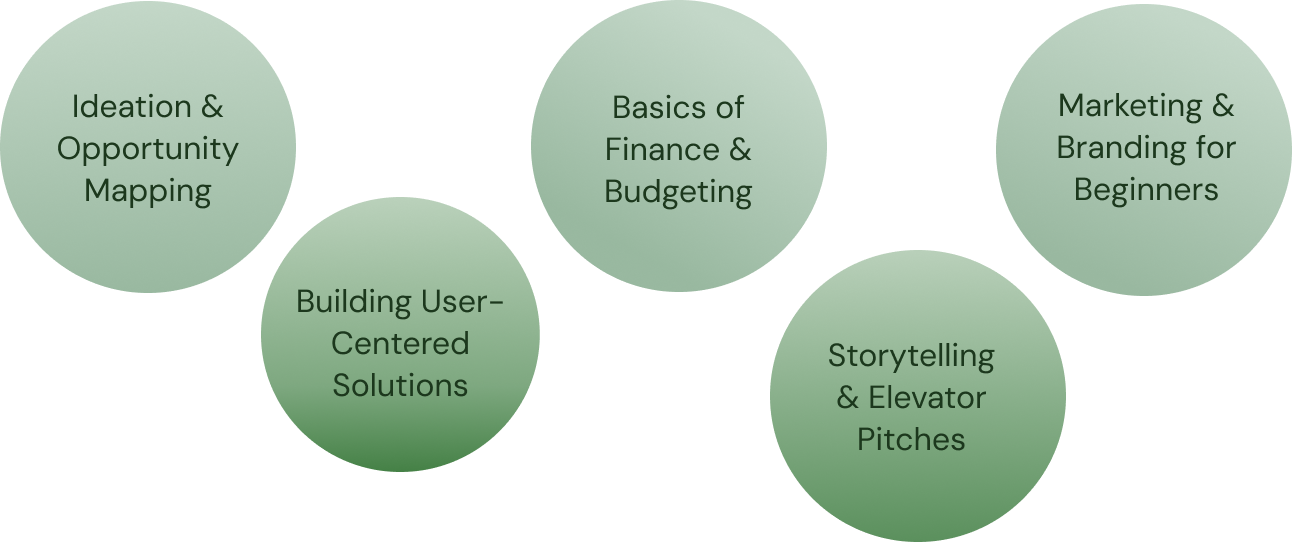 Ideation &
Opportunity
Mapping
Building User-
Centered
Solutions
Basics of
Finance &
Budgeting
Storytelling
& Elevator
Pitches
Marketing &
Branding for
Beginners